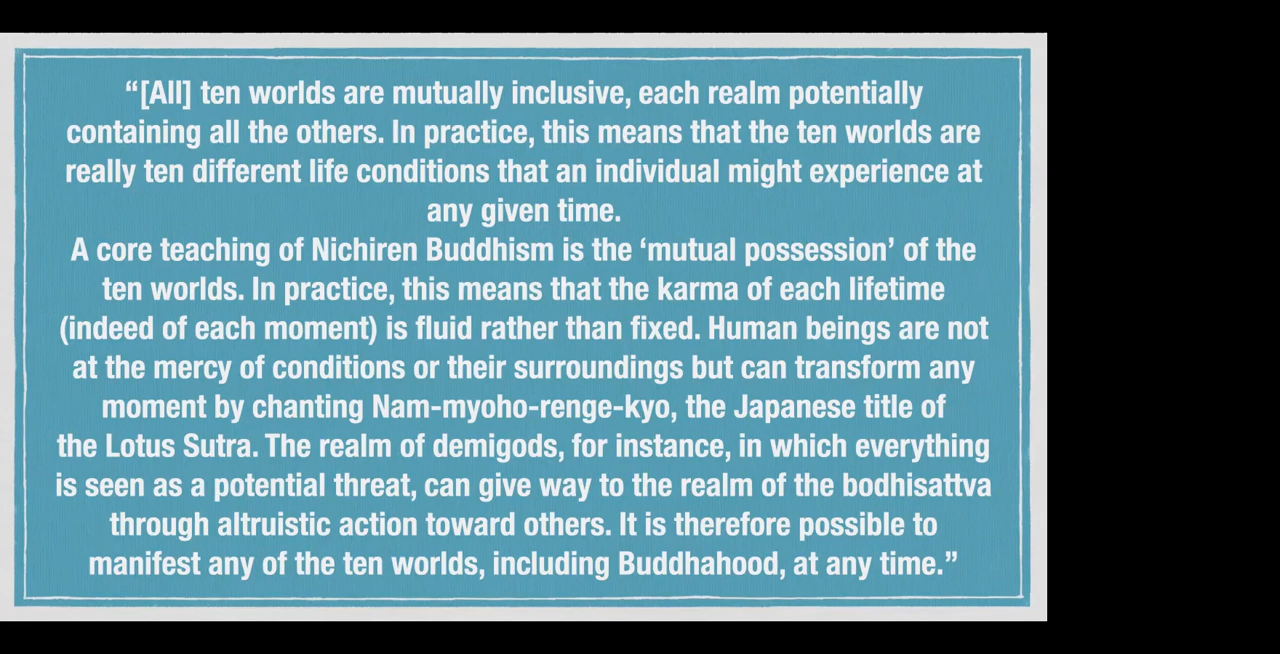 “[All] ten worlds are mutually inclusive, each realm potentially
containing all the others. In practice, this means that the ten worlds are
really ten different life conditions that an individual might experience at
any given time.
A core teaching of Nichiren Buddhism is the ‘mutual possession’ of the
ten worlds. In practice, this means that the karma of each lifetime
(indeed of each moment) is fluid rather than fixed. Human beings are not
at the mercy of conditions or their surroundings but can transform any
moment by chanting Nam-myoho-renge-kyo, the Japanese title of
the Lotus Sutra. The realm of demigods, for instance, in which everything
is seen as a potential threat, can give way to the realm of the bodhisattva
through altruistic action toward others. It is therefore possible to
manifest any of the ten worlds, including Buddhahood, at any time.”